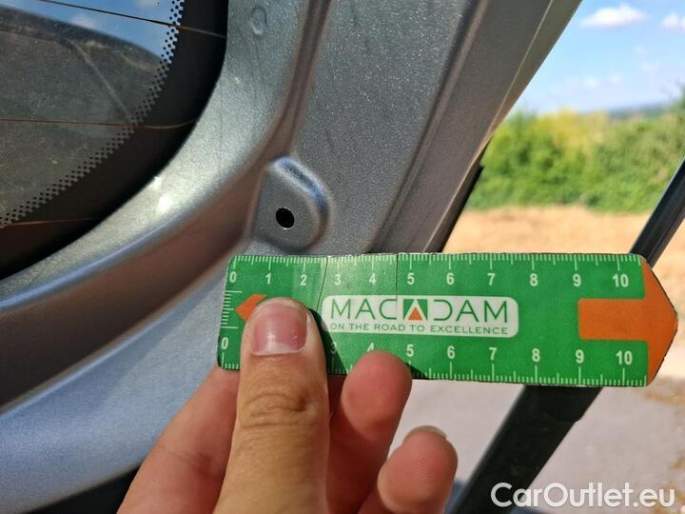 0 1 2 3 4 5 6 7 8 9 10
MACADAM
ON THE ROAD TO EXCELLENCE
0 3 4 5 6 7 8 9 10
CarOutlet.eu